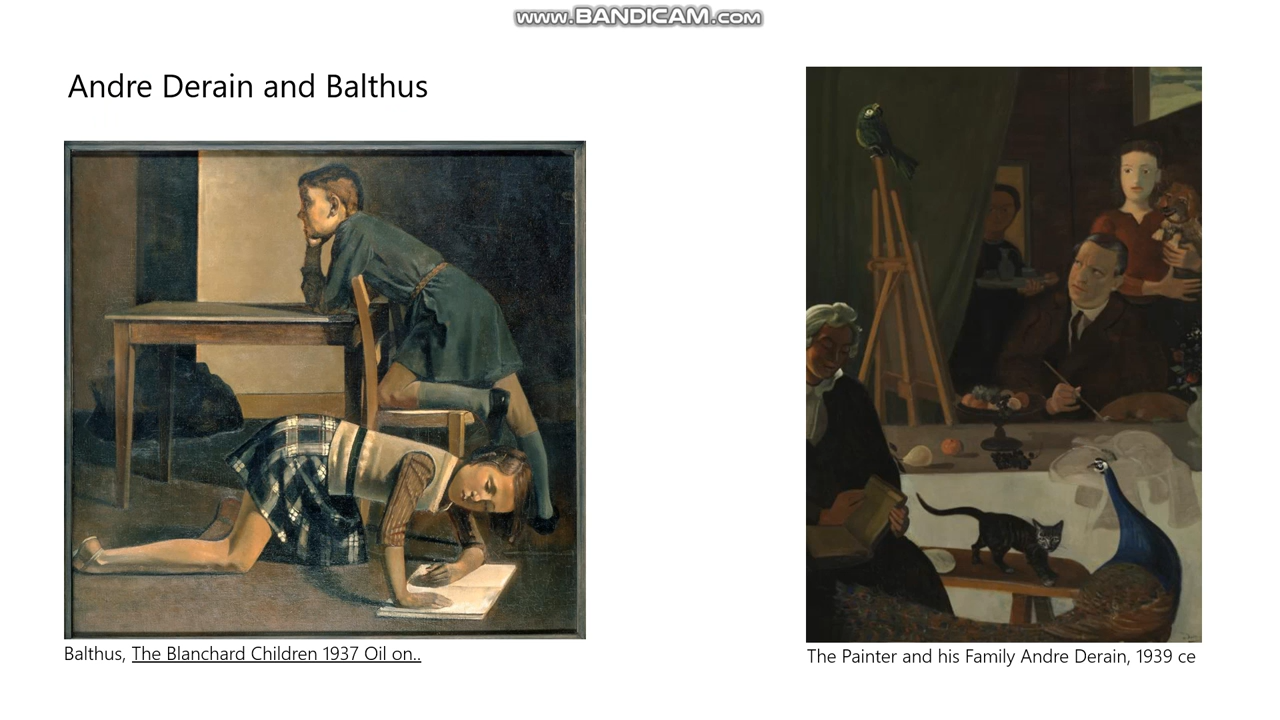 www.BANDICAM.com
Andre Derain and Balthus
Balthus, The Blanchard Children 1937 Oil on..
The Painter and his Family Andre Derain, 1939 ce